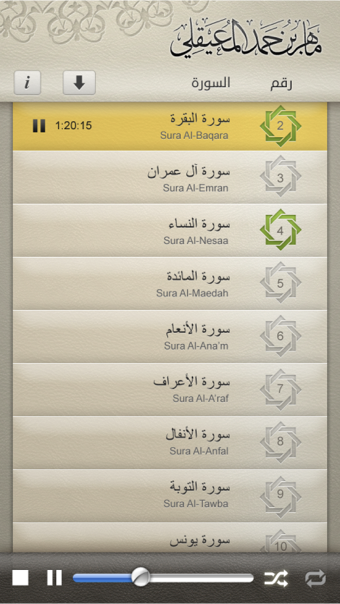 ماهر بن حمد المعيقلي
رقم السورة i
2 سورة البقرة 1:20:15
Sura Al-Baqara
3 سورة آل عمران
Sura Al-Emran
4 سورة النساء
Sura Al-Nesaa
5 سورة المائدة
Sura Al-Maedah
6 سورة الأنعام
Sura Al-Ana'm
7 سورة الأعراف
Sura Al-A'raf
8 سورة الأنفال
Sura Al-Anfal
9 سورة التوبة
Sura Al-Tawba
10 سورة يونس